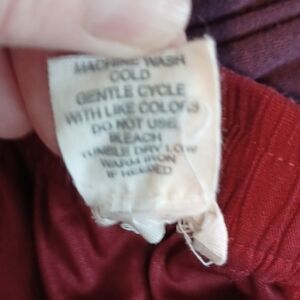 MACHINE WASH
COLD
GENTLE CYCLE
WITH LIKE COLORS
DO NOT USE
BLEACH
TUMBLE DRY LOW
WARM IRON
IF NEEDED